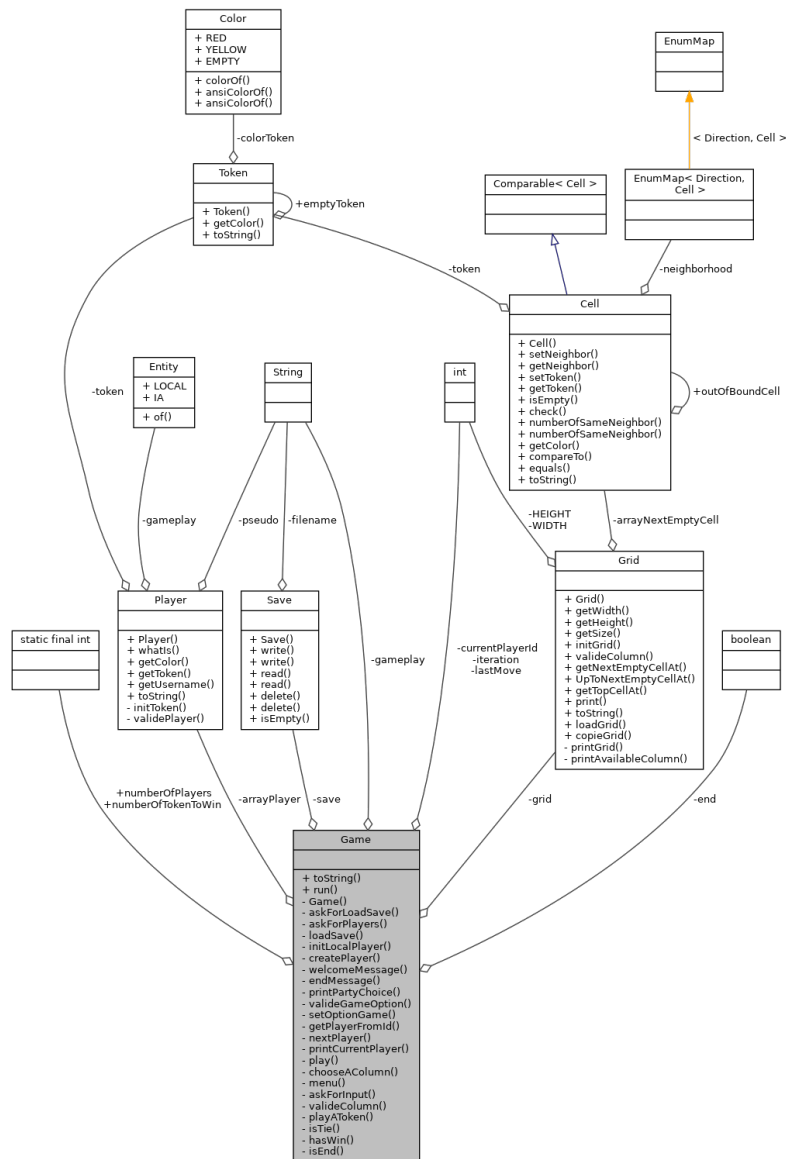 Color
+ RED
+ YELLOW
+ EMPTY
+ colorOf()
+ ansiColorOf()
+ ansiColorOf()
EnumMap
-colorToken
< Direction, Cell >
Token
+ Token()
+ getColor()
+ toString()
+emptyToken
Comparable< Cell >
EnumMap< Direction,
Cell >
-token
-neighborhood
Cell
+ Cell()
+ setNeighbor()
+ getNeighbor()
+ setToken()
+ getToken()
+ isEmpty()
+ check()
+ numberOfSameNeighbor()
+ numberOfSameNeighbor()
+ getColor()
+ compareTo()
+ equals()
+ toString()
+outOfBoundCell
Entity
+ LOCAL
+ IA
+ of()
String
int
-token
-gameplay
-pseudo
-filename
-HEIGHT
-WIDTH
-arrayNextEmptyCell
Grid
+ Grid()
+ getWidth()
+ getHeight()
+ getSize()
+ initGrid()
+ valideColumn()
+ getNextEmptyCellAt()
+ UpToNextEmptyCellAt()
+ getTopCellAt()
+ print()
+ toString()
+ loadGrid()
+ copieGrid()
- printGrid()
- printAvailableColumn()
static final int
Player
+ Player()
+ whatIs()
+ getColor()
+ getToken()
+ getUsername()
+ toString()
- initToken()
- validePlayer()
Save
+ Save()
+ write()
+ write()
+ read()
+ read()
+ delete()
+ delete()
+ isEmpty()
boolean
-gameplay
-currentPlayerId
-iteration
-lastMove
+numberOfPlayers
+numberOfTokenToWin
-arrayPlayer
-save
-grid
-end
Game
+ toString()
+ run()
- Game()
- askForLoadSave()
- askForPlayers()
- loadSave()
- initLocalPlayer()
- createPlayer()
- welcomeMessage()
- endMessage()
- printPartyChoice()
- valideGameOption()
- setOptionGame()
- getPlayerFromId()
- nextPlayer()
- printCurrentPlayer()
- play()
- chooseAColumn()
- menu()
- askForInput()
- valideColumn()
- playAToken()
- isTie()
- hasWin()
- isEnd()